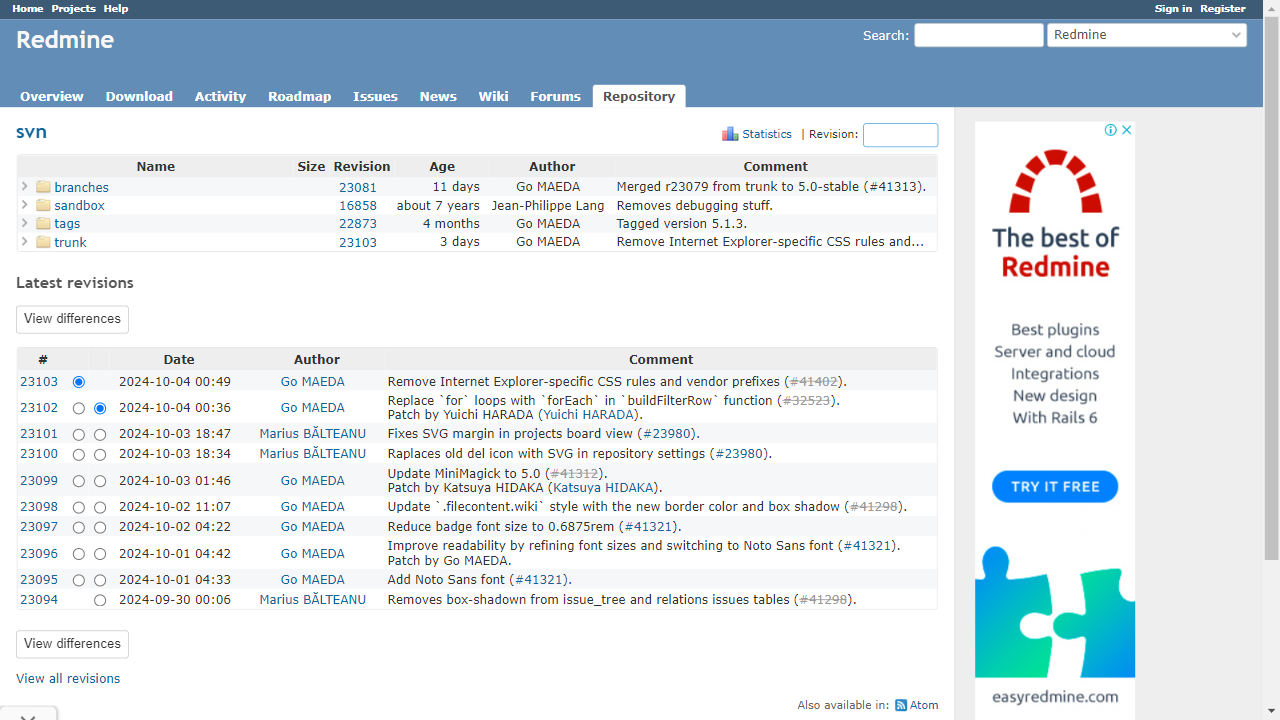 Home Projects Help Sign in Register
Redmine
Search: Redmine
Overview Download Activity Roadmap Issues News Wiki Forums Repository
svn
Statistics | Revision:
Name Size Revision Age Author Comment
branches 23081 11 days Go MAEDA Merged r23079 from trunk to 5.0-stable (#41313).
sandbox 16858 about 7 years Jean-Philippe Lang Removes debugging stuff.
tags 22873 4 months Go MAEDA Tagged version 5.1.3.
trunk 23103 3 days Go MAEDA Remove Internet Explorer-specific CSS rules and...
Latest revisions
View differences
# Date Author Comment
23103 2024-10-04 00:49 Go MAEDA Remove Internet Explorer-specific CSS rules and vendor prefixes (#41402).
23102 2024-10-04 00:36 Go MAEDA Replace `for` loops with `forEach` in `buildFilterRow` function (#32523).
Patch by Yuichi HARADA (Yuichi HARADA).
23101 2024-10-03 18:47 Marius BĂLTEANU Fixes SVG margin in projects board view (#23980).
23100 2024-10-03 18:34 Marius BĂLTEANU Raplaces old del icon with SVG in repository settings (#23980).
23099 2024-10-03 01:46 Go MAEDA Update MiniMagick to 5.0 (#41312).
Patch by Katsuya HIDAKA (Katsuya HIDAKA).
23098 2024-10-02 11:07 Go MAEDA Update `.filecontent.wiki` style with the new border color and box shadow (#41298).
23097 2024-10-02 04:22 Go MAEDA Reduce badge font size to 0.6875rem (#41321).
23096 2024-10-01 04:42 Go MAEDA Improve readability by refining font sizes and switching to Noto Sans font (#41321).
Patch by Go MAEDA.
23095 2024-10-01 04:33 Go MAEDA Add Noto Sans font (#41321).
23094 2024-09-30 00:06 Marius BĂLTEANU Removes box-shadown from issue_tree and relations issues tables (#41298).
View differences
View all revisions
Also available in: Atom
The best of
Redmine
Best plugins
Server and cloud
Integrations
New design
With Rails 6
TRY IT FREE
easyredmine.com